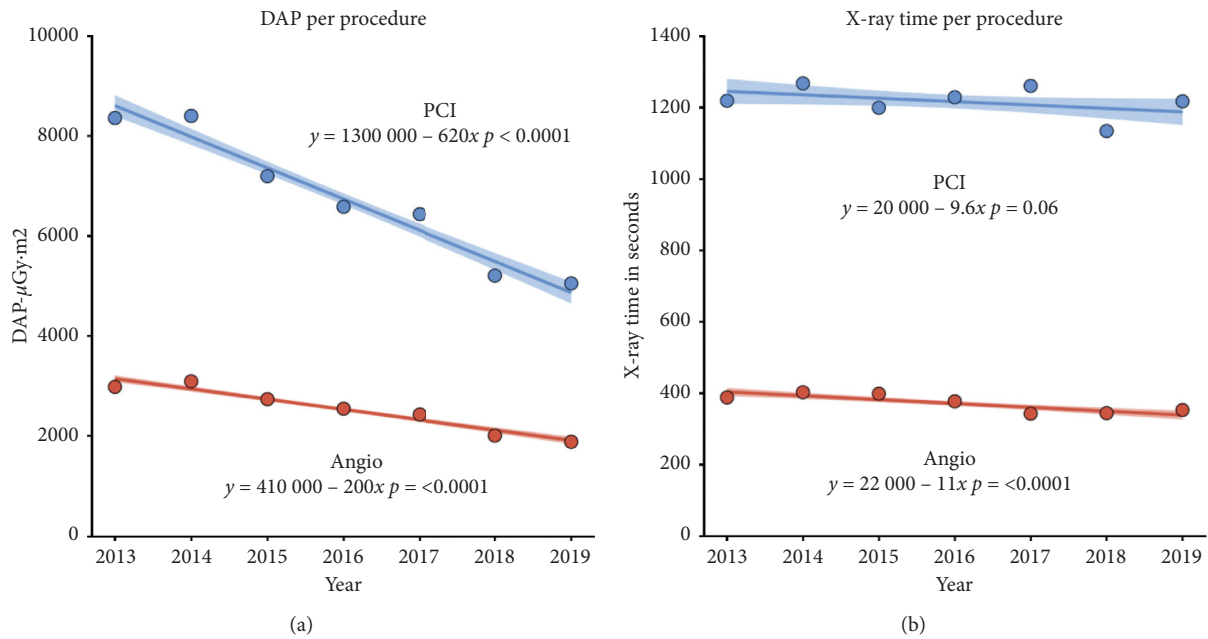 DAP per procedure
10000
8000
6000
4000
2000
0
DAP-μGy·m2
PCI
y = 1300 000 – 620x p < 0.0001
Angio
y = 410 000 – 200x p = <0.0001
2013 2014 2015 2016 2017 2018 2019
Year
(a)
X-ray time per procedure
1400
1200
1000
800
600
400
200
0
X-ray time in seconds
PCI
y = 20 000 – 9.6x p = 0.06
Angio
y = 22 000 – 11x p = <0.0001
2013 2014 2015 2016 2017 2018 2019
Year
(b)